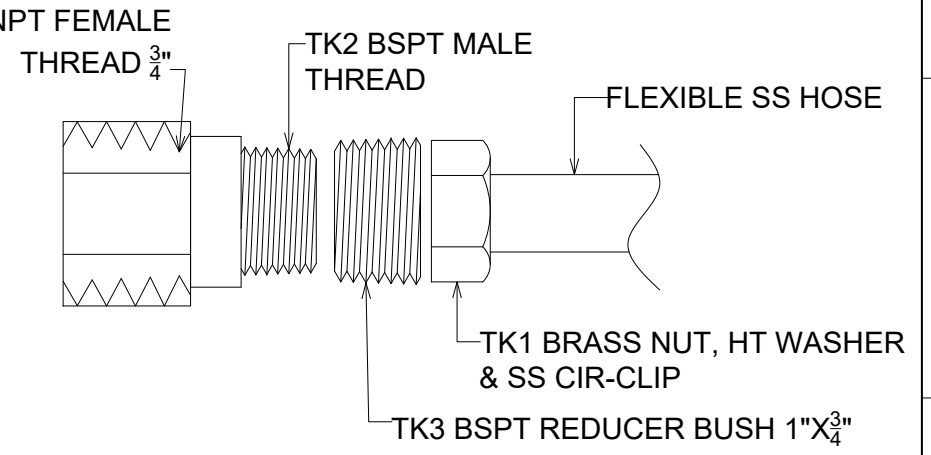 NPT FEMALE
THREAD 3/4"
TK2 BSPT MALE
THREAD
FLEXIBLE SS HOSE
TK1 BRASS NUT, HT WASHER
& SS CIR-CLIP
TK3 BSPT REDUCER BUSH 1"X3/4"